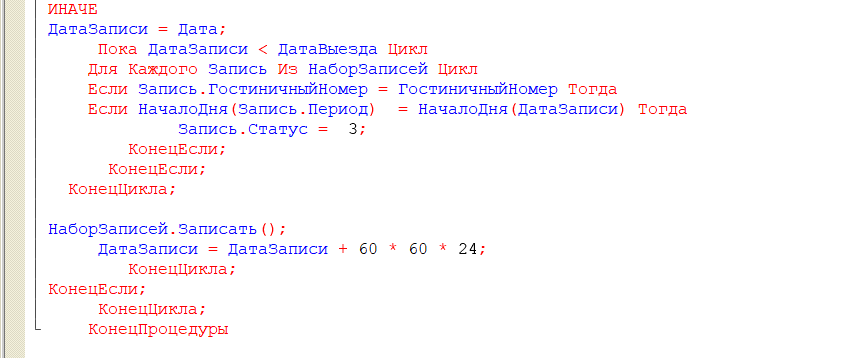 ИНАЧЕ
ДатаЗаписи = Дата;
Пока ДатаЗаписи < ДатаВыезда Цикл
Для Каждого Запись Из НаборЗаписей Цикл
Если Запись.ГостиничныйНомер = ГостиничныйНомер Тогда
Если НачалоДня(Запись.Период)  = НачалоДня(ДатаЗаписи) Тогда
Запись.Статус =  3;
КонецЕсли;
КонецЕсли;
КонецЦикла;
НаборЗаписей.Записать();
ДатаЗаписи = ДатаЗаписи + 60 * 60 * 24;
КонецЦикла;
КонецЕсли;
КонецЦикла;
КонецПроцедуры